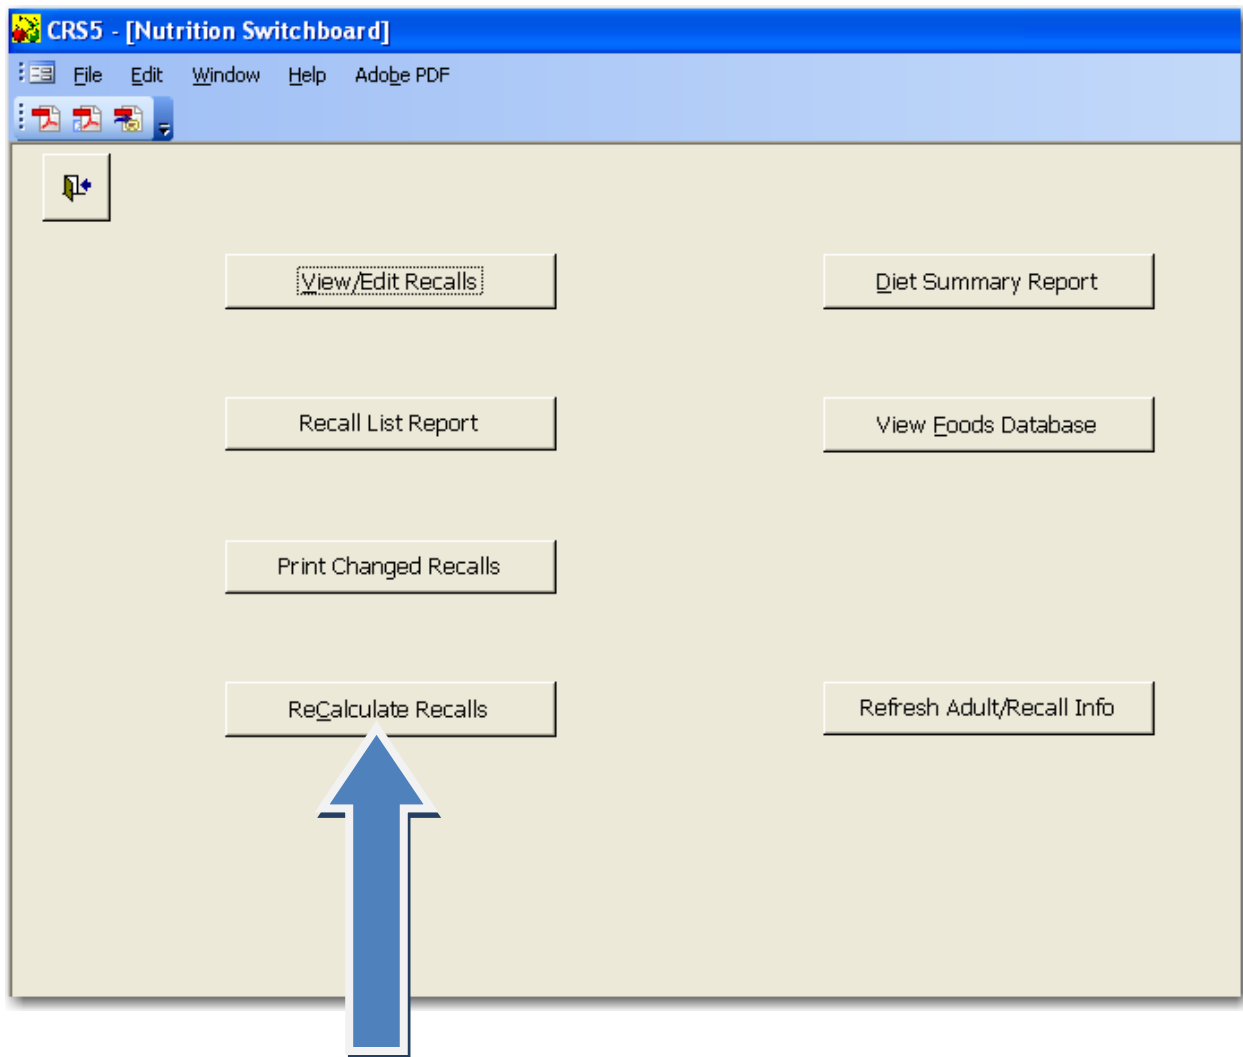 CRS5 - [Nutrition Switchboard]
File Edit Window Help Adobe PDF
View/Edit Recalls
Diet Summary Report
Recall List Report
View Foods Database
Print Changed Recalls
ReCalculate Recalls
Refresh Adult/Recall Info